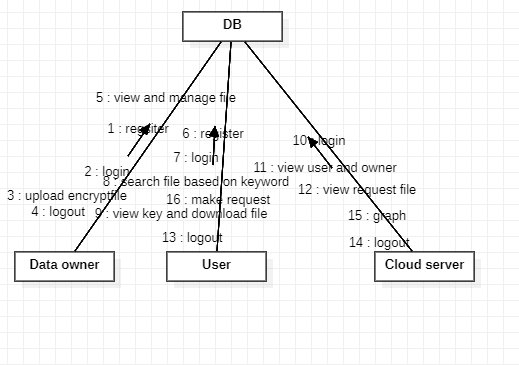 DB
5 : view and manage file
1 : regsiter
6 : register
10 : login
7 : login
2 : login
11 : view user and owner
8 : search file based on keyword
12 : view request file
3 : upload encryptfile
16 : make request
4 : logout
9 : view key and download file
15 : graph
13 : logout
14 : logout
Data owner
User
Cloud server